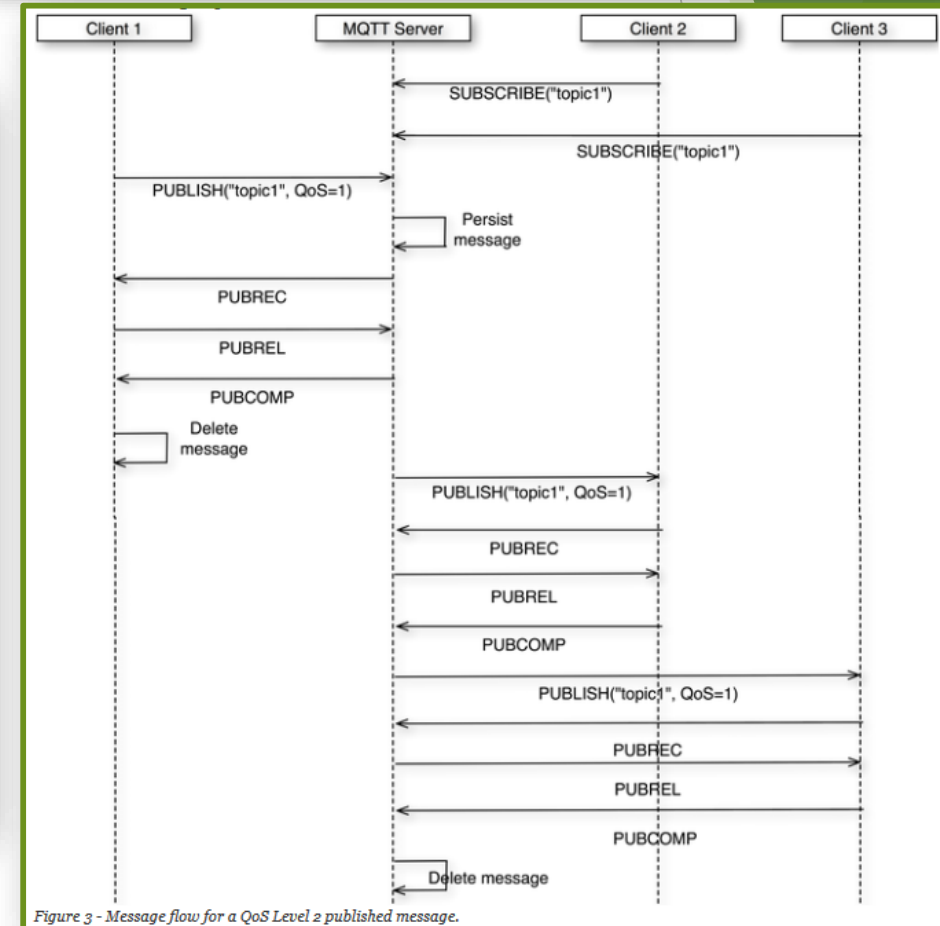 Client 1
MQTT Server
Client 2
Client 3
SUBSCRIBE("topic1")
SUBSCRIBE("topic1")
PUBLISH("topic1", QoS=1)
Persist
message
PUBREC
PUBREL
PUBCOMP
Delete
message
PUBLISH("topic1", QoS=1)
PUBREC
PUBREL
PUBCOMP
PUBLISH("topic1", QoS=1)
PUBREC
PUBREL
PUBCOMP
Delete message
Figure 3 - Message flow for a QoS Level 2 published message.